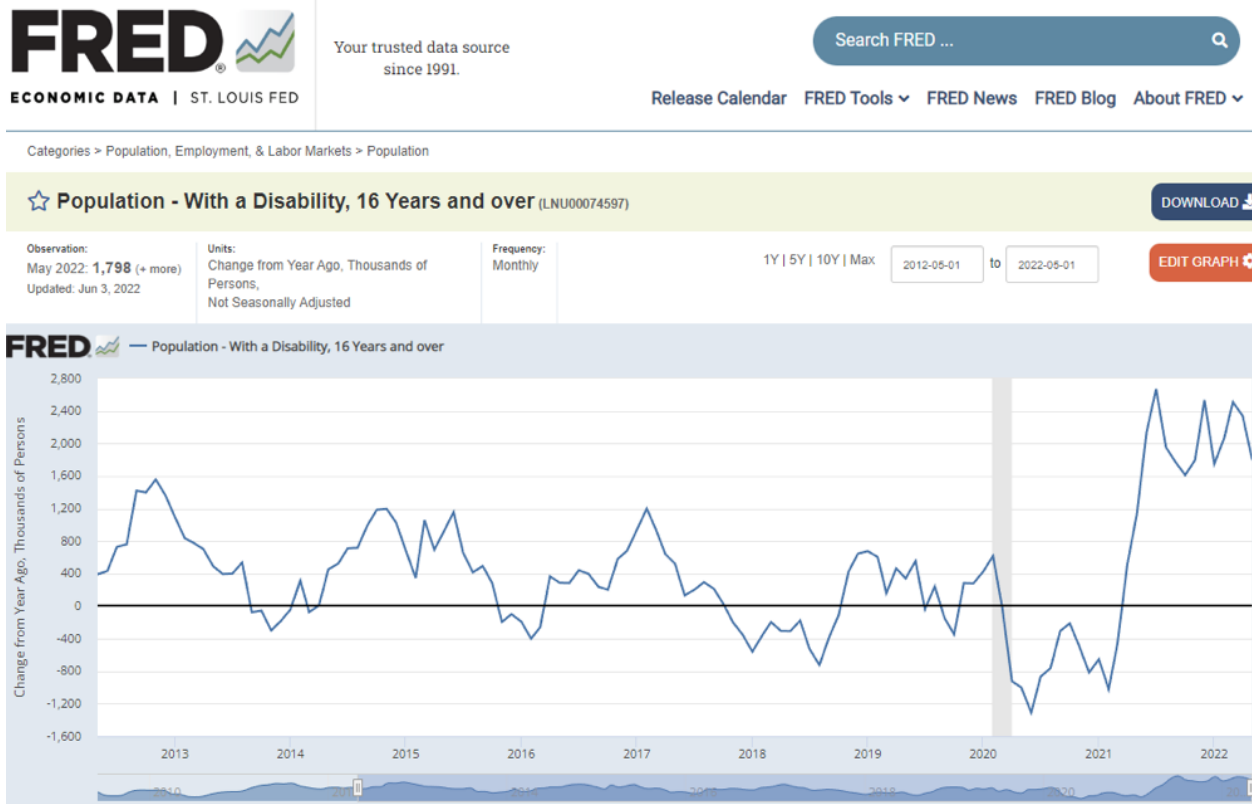 FRED®
ECONOMIC DATA | ST. LOUIS FED
Your trusted data source
since 1991.
Search FRED ...
Release Calendar FRED Tools FRED News FRED Blog About FRED
Categories > Population, Employment, & Labor Markets > Population
Population - With a Disability, 16 Years and over (LNU00074597)
DOWNLOAD
Observation:
May 2022: 1,798 (+ more)
Updated: Jun 3, 2022
Units:
Change from Year Ago, Thousands of
Persons,
Not Seasonally Adjusted
Frequency:
Monthly
1Y | 5Y | 10Y | Max
2012-05-01 to 2022-05-01
EDIT GRAPH
FRED
Population - With a Disability, 16 Years and over
Change from Year Ago, Thousands of Persons
2,800
2,400
2,000
1,600
1,200
800
400
0
-400
-800
-1,200
-1,600
2013 2014 2015 2016 2017 2018 2019 2020 2021 2022
2010 2018 2020